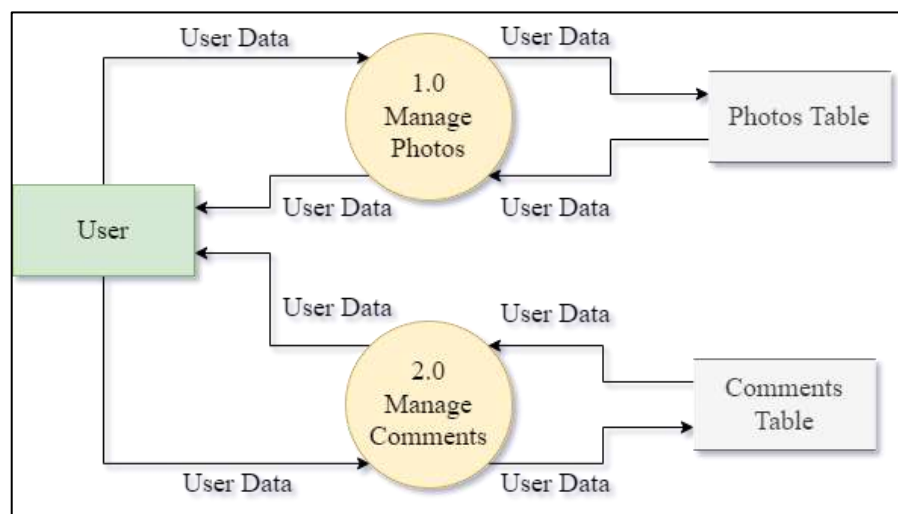 User Data
User Data
1.0
Manage
Photos
Photos Table
User Data
User Data
User
User Data
User Data
2.0
Manage
Comments
Comments
Table
User Data
User Data